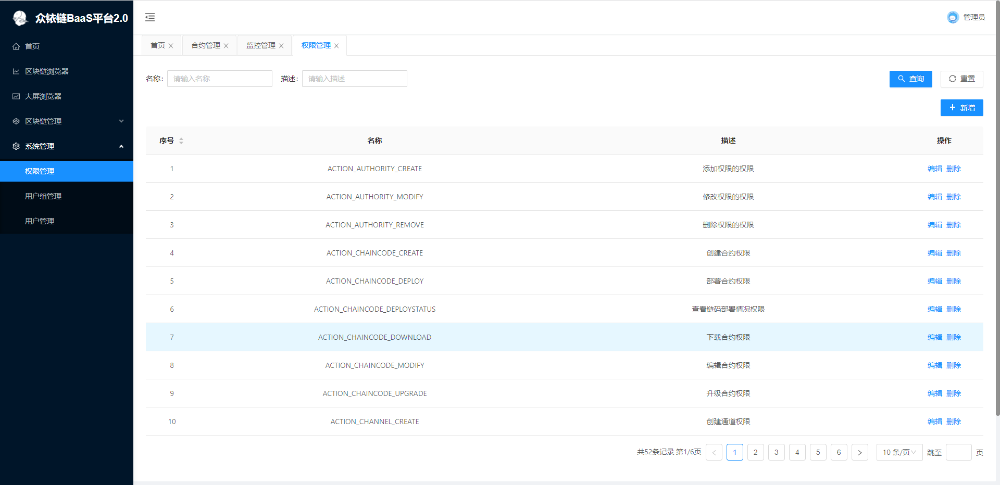 众铱链BaaS平台2.0
管理员
首页
区块链浏览器
大屏浏览器
区块链管理
系统管理
权限管理
用户组管理
用户管理
首页 合约管理 监控管理 权限管理
名称: 请输入名称 描述: 请输入描述 查询 重置
新增
序号 名称 描述 操作
1 ACTION_AUTHORITY_CREATE 添加权限的权限 编辑 删除
2 ACTION_AUTHORITY_MODIFY 修改权限的权限 编辑 删除
3 ACTION_AUTHORITY_REMOVE 删除权限的权限 编辑 删除
4 ACTION_CHAINCODE_CREATE 创建合约权限 编辑 删除
5 ACTION_CHAINCODE_DEPLOY 部署合约权限 编辑 删除
6 ACTION_CHAINCODE_DEPLOYSTATUS 查看链码部署情况权限 编辑 删除
7 ACTION_CHAINCODE_DOWNLOAD 下载合约权限 编辑 删除
8 ACTION_CHAINCODE_MODIFY 编辑合约权限 编辑 删除
9 ACTION_CHAINCODE_UPGRADE 升级合约权限 编辑 删除
10 ACTION_CHANNEL_CREATE 创建通道权限 编辑 删除
共52条记录 第1/6页 < 1 2 3 4 5 6 > 10 条/页 跳至 页